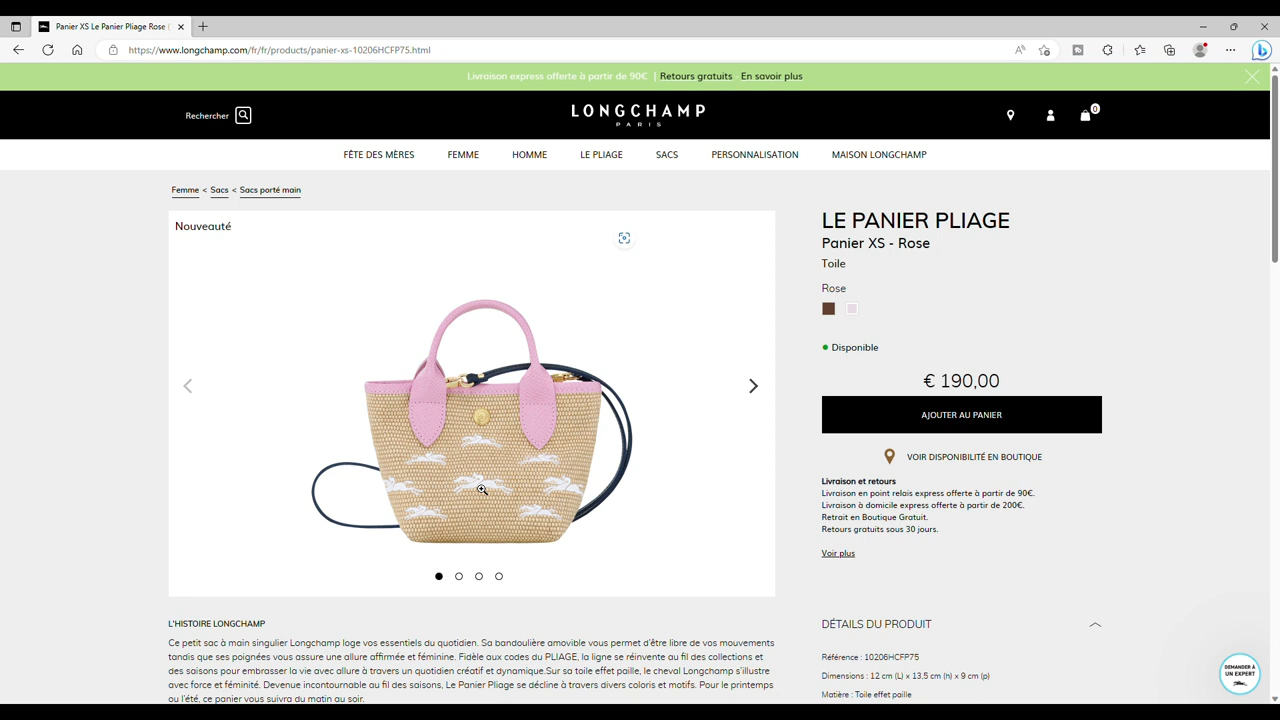 Panier XS Le Panier Pliage Rose (
https://www.longchamp.com/fr/fr/products/panier-xs-10206HCFP75.html
Livraison express offerte à partir de 90€ | Retours gratuits En savoir plus
Rechercher
LONGCHAMP
PARIS
0
FÊTE DES MÈRES FEMME HOMME LE PLIAGE SACS PERSONNALISATION MAISON LONGCHAMP
Femme < Sacs < Sacs porté main
Nouveauté
LE PANIER PLIAGE
Panier XS - Rose
Toile
Rose
Disponible
€ 190,00
AJOUTER AU PANIER
VOIR DISPONIBILITÉ EN BOUTIQUE
Livraison et retours
Livraison en point relais express offerte à partir de 90€.
Livraison à domicile express offerte à partir de 200€.
Retrait en Boutique Gratuit.
Retours gratuits sous 30 jours.
Voir plus
L'HISTOIRE LONGCHAMP
Ce petit sac à main singulier Longchamp loge vos essentiels du quotidien. Sa bandoulière amovible vous permet d'être libre de vos mouvements
tandis que ses poignées vous assure une allure affirmée et féminine. Fidèle aux codes du PLIAGE, la ligne se réinvente au fil des collections et
des saisons pour embrasser la vie avec allure à travers un quotidien créatif et dynamique.Sur sa toile effet paille, le cheval Longchamp s'illustre
avec force et féminité. Devenue incontournable au fil des saisons, Le Panier Pliage se décline à travers divers coloris et motifs. Pour le printemps
ou l'été, ce panier vous suivra du matin au soir.
DÉTAILS DU PRODUIT
Référence : 10206HCFP75
Dimensions : 12 cm (L) x 13,5 cm (h) x 9 cm (p)
Matière : Toile effet paille
DEMANDER À
UN EXPERT